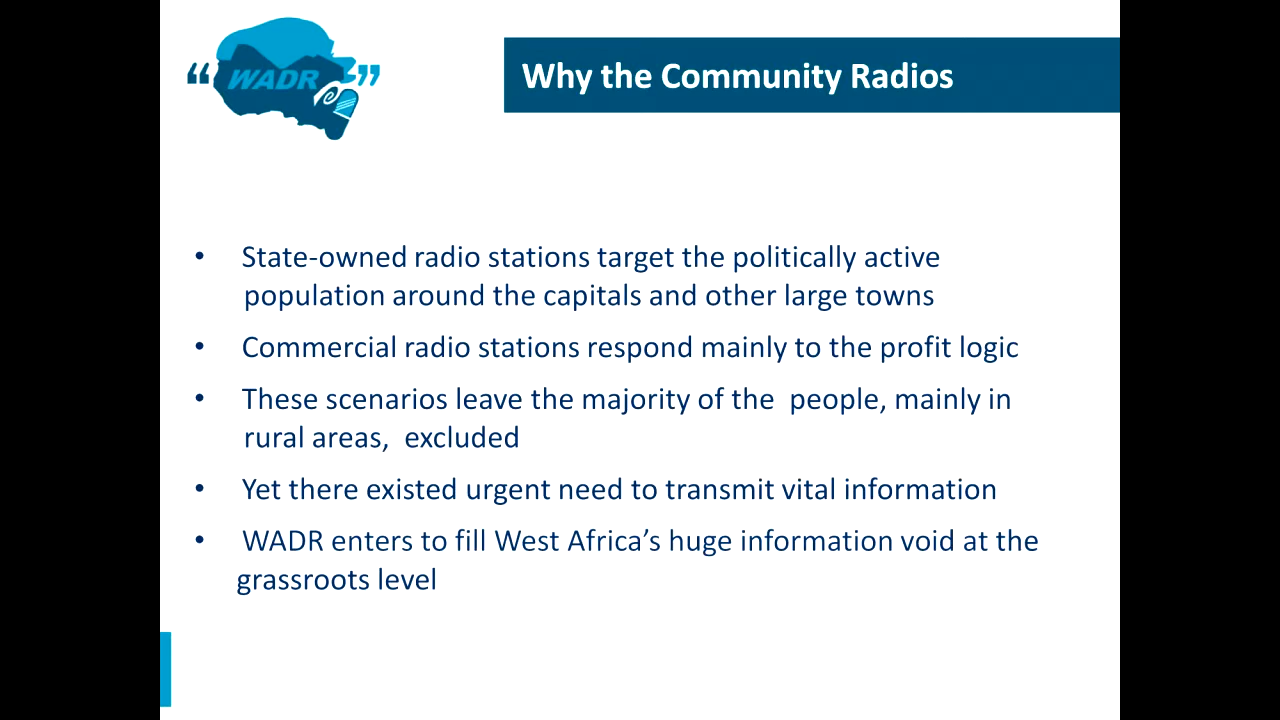 “WADR”
Why the Community Radios
• State-owned radio stations target the politically active
population around the capitals and other large towns
• Commercial radio stations respond mainly to the profit logic
• These scenarios leave the majority of the  people, mainly in
rural areas,  excluded
• Yet there existed urgent need to transmit vital information
• WADR enters to fill West Africa’s huge information void at the
grassroots level